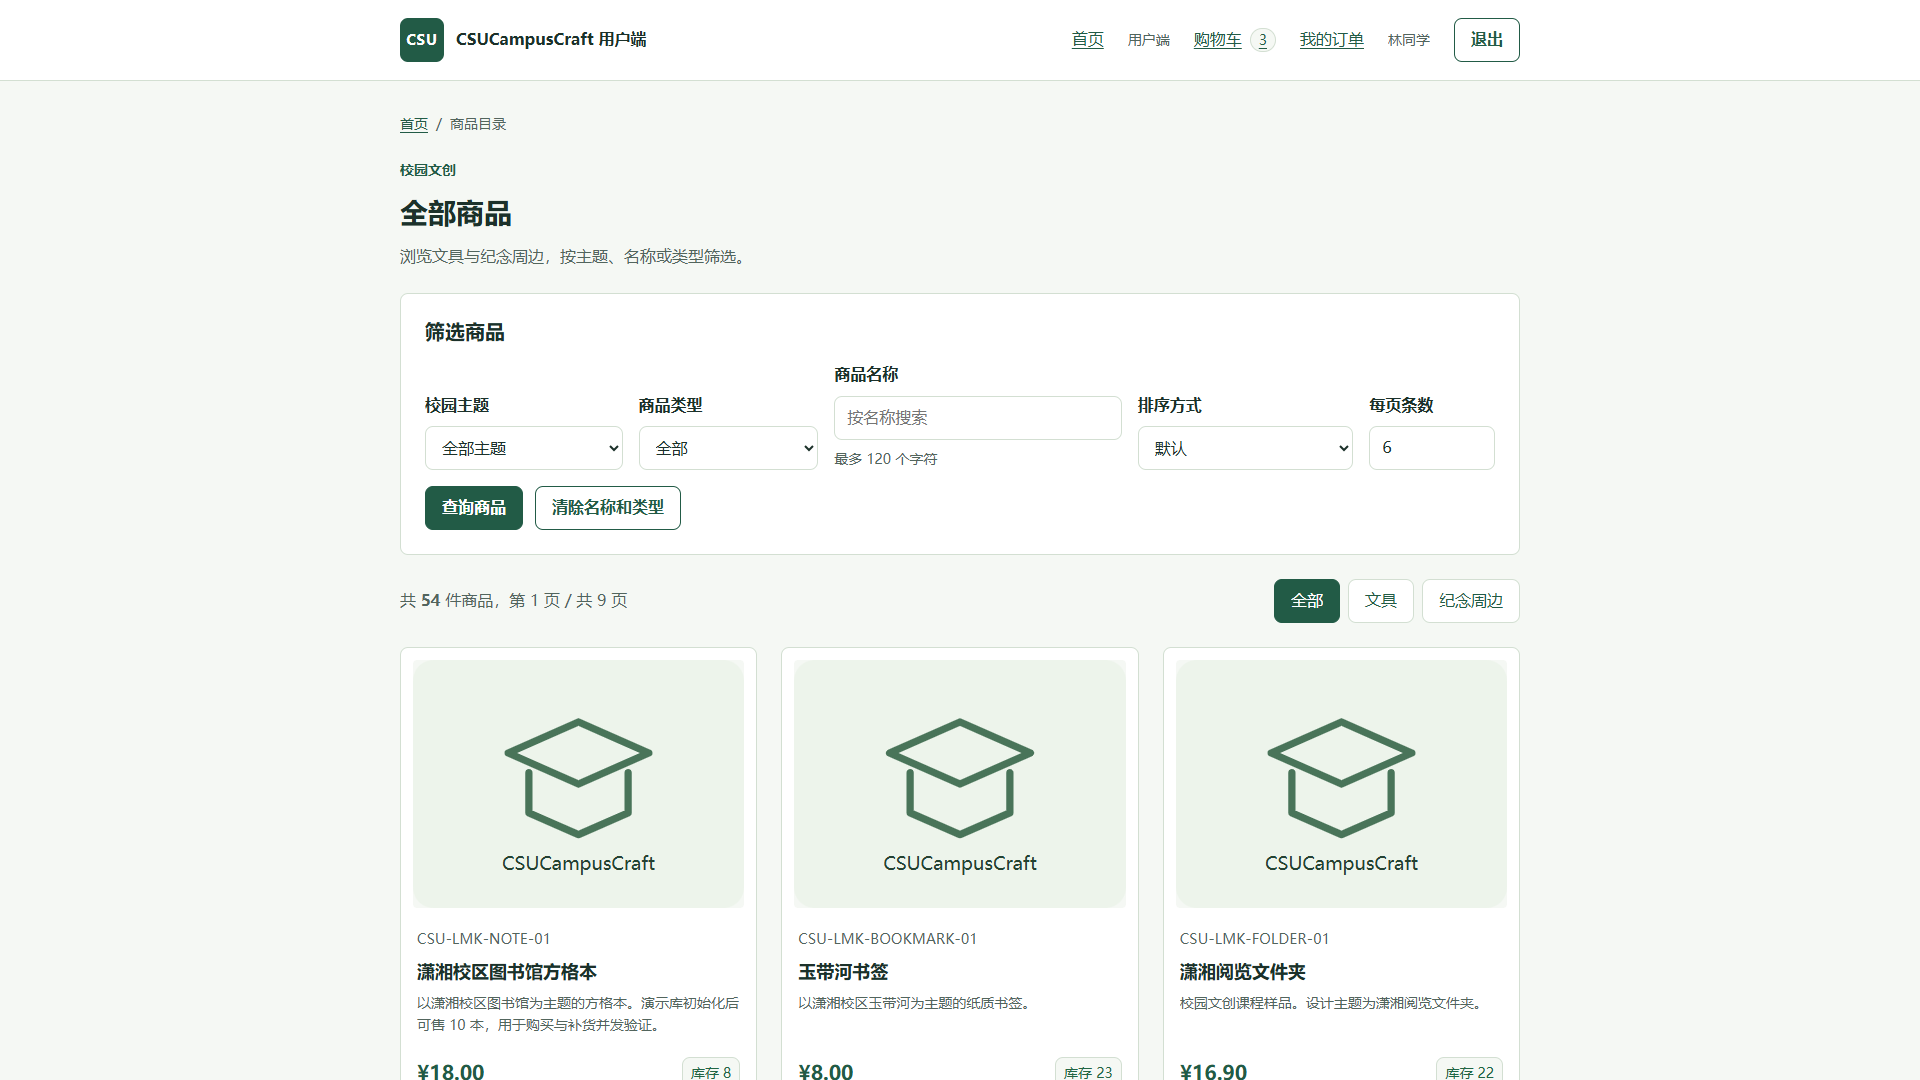 CSU CSUCampusCraft 用户端 首页 用户端 购物车 3 我的订单 林同学 退出
首页 / 商品目录
校园文创
全部商品
浏览文具与纪念周边，按主题、名称或类型筛选。
筛选商品
校园主题 商品类型 商品名称 排序方式 每页条数
全部主题 全部 按名称搜索 默认 6
最多 120 个字符
查询商品 清除名称和类型
共 54 件商品，第 1 页 / 共 9 页 全部 文具 纪念周边
CSUCampusCraft CSUCampusCraft CSUCampusCraft
CSU-LMK-NOTE-01 CSU-LMK-BOOKMARK-01 CSU-LMK-FOLDER-01
潇湘校区图书馆方格本 玉带河书签 潇湘阅览文件夹
以潇湘校区图书馆为主题的方格本。演示库初始化后 以潇湘校区玉带河为主题的纸质书签。 校园文创课程样品。设计主题为潇湘阅览文件夹。
可售 10 本，用于购买与补货并发验证。
¥18.00 库存 8 ¥8.00 库存 23 ¥16.90 库存 22